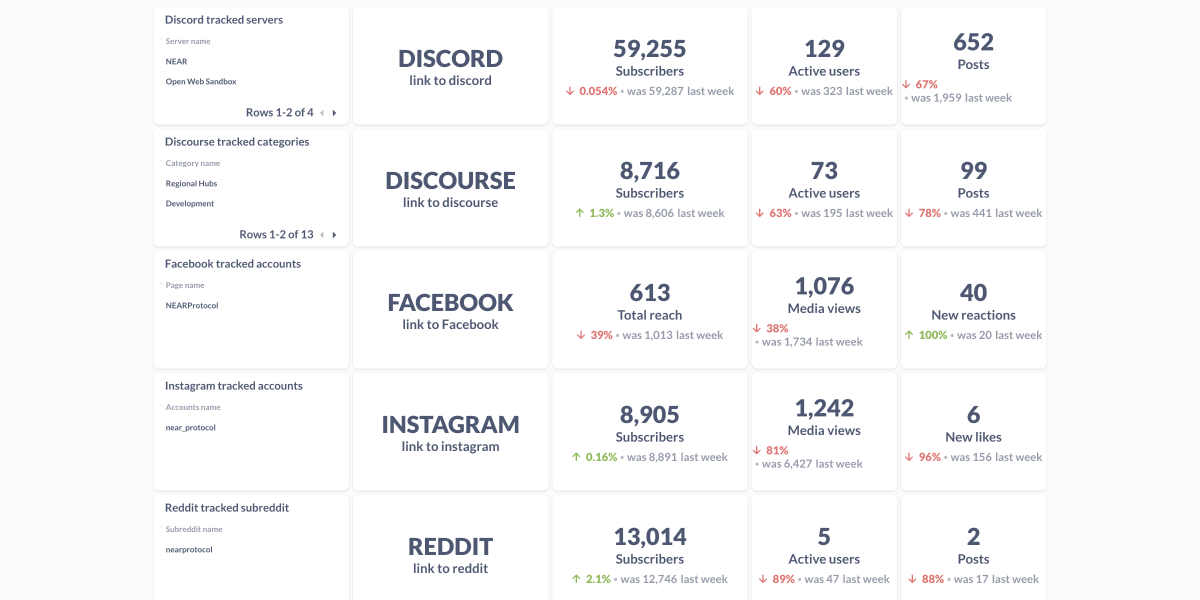 Discord tracked servers
Server name
NEAR
Open Web Sandbox
Rows 1-2 of 4
DISCORD
link to discord
59,255
Subscribers
↓ 0.054% • was 59,287 last week
129
Active users
↓ 60% • was 323 last week
652
Posts
↓ 67%
• was 1,959 last week
Discourse tracked categories
Category name
Regional Hubs
Development
Rows 1-2 of 13
DISCOURSE
link to discourse
8,716
Subscribers
↑ 1.3% • was 8,606 last week
73
Active users
↓ 63% • was 195 last week
99
Posts
↓ 78% • was 441 last week
Facebook tracked accounts
Page name
NEARProtocol
FACEBOOK
link to Facebook
613
Total reach
↓ 39% • was 1,013 last week
1,076
Media views
↓ 38%
• was 1,734 last week
40
New reactions
↑ 100% • was 20 last week
Instagram tracked accounts
Accounts name
near_protocol
INSTAGRAM
link to instagram
8,905
Subscribers
↑ 0.16% • was 8,891 last week
1,242
Media views
↓ 81%
• was 6,427 last week
6
New likes
↓ 96% • was 156 last week
Reddit tracked subreddit
Subreddit name
nearprotocol
REDDIT
link to reddit
13,014
Subscribers
↑ 2.1% • was 12,746 last week
5
Active users
↓ 89% • was 47 last week
2
Posts
↓ 88% • was 17 last week